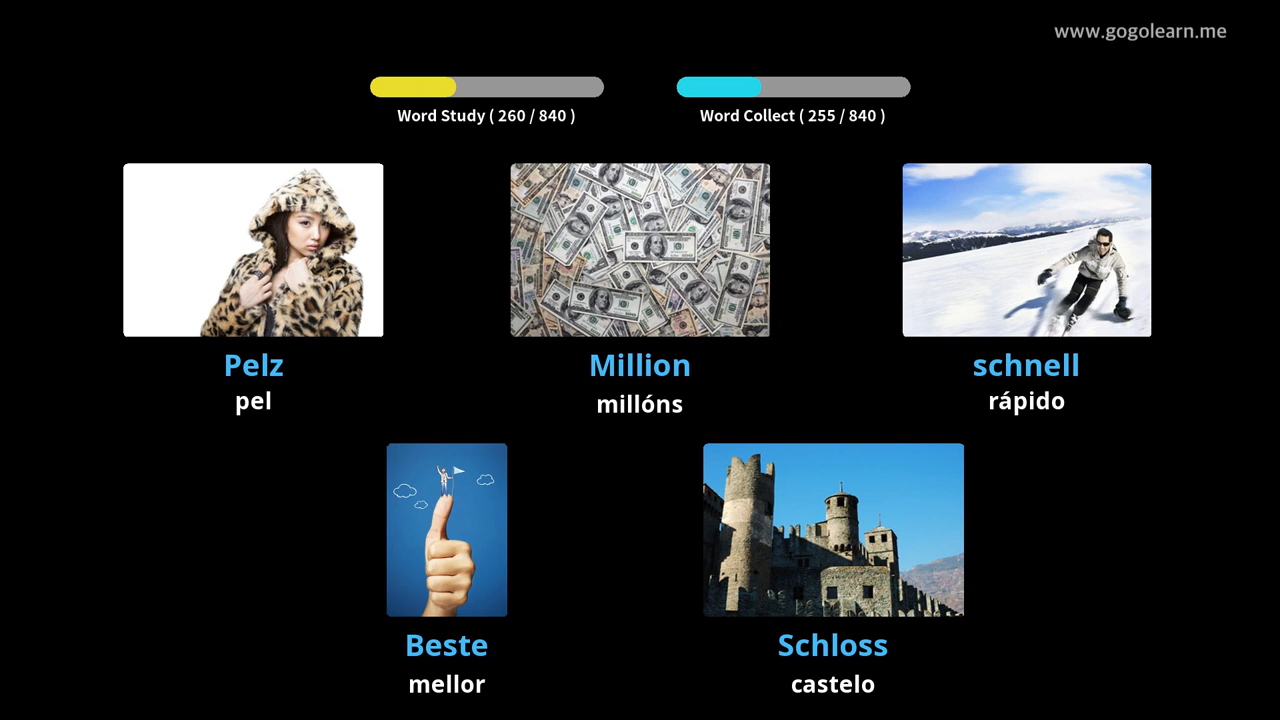 www.gogolearn.me
Word Study ( 260 / 840 )
Word Collect ( 255 / 840 )
Pelz
pel
Million
millóns
schnell
rápido
Beste
mellor
Schloss
castelo